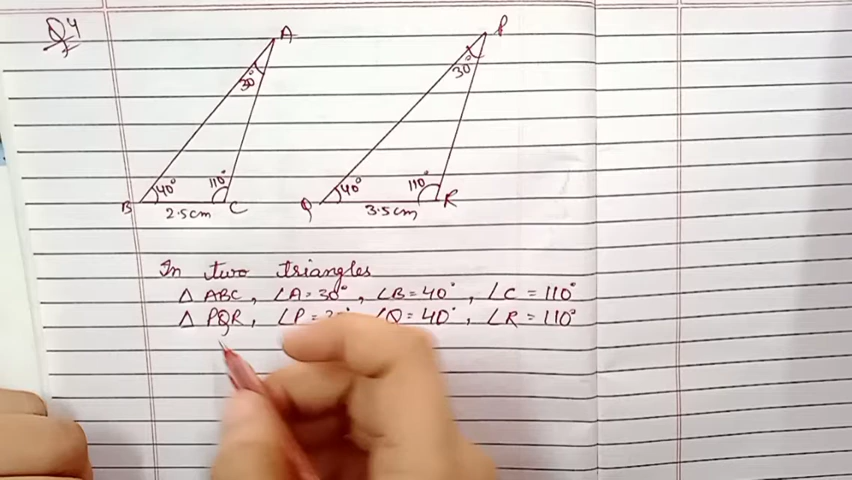 Q4
A
P
30°
30°
40°
110°
40°
110°
B
C
Q
R
2.5cm
3.5cm
In two triangles
△ ABC, ∠A=30°, ∠B=40°, ∠C=110°
△ PQR, ∠P= ∠Q=40°, ∠R=110°